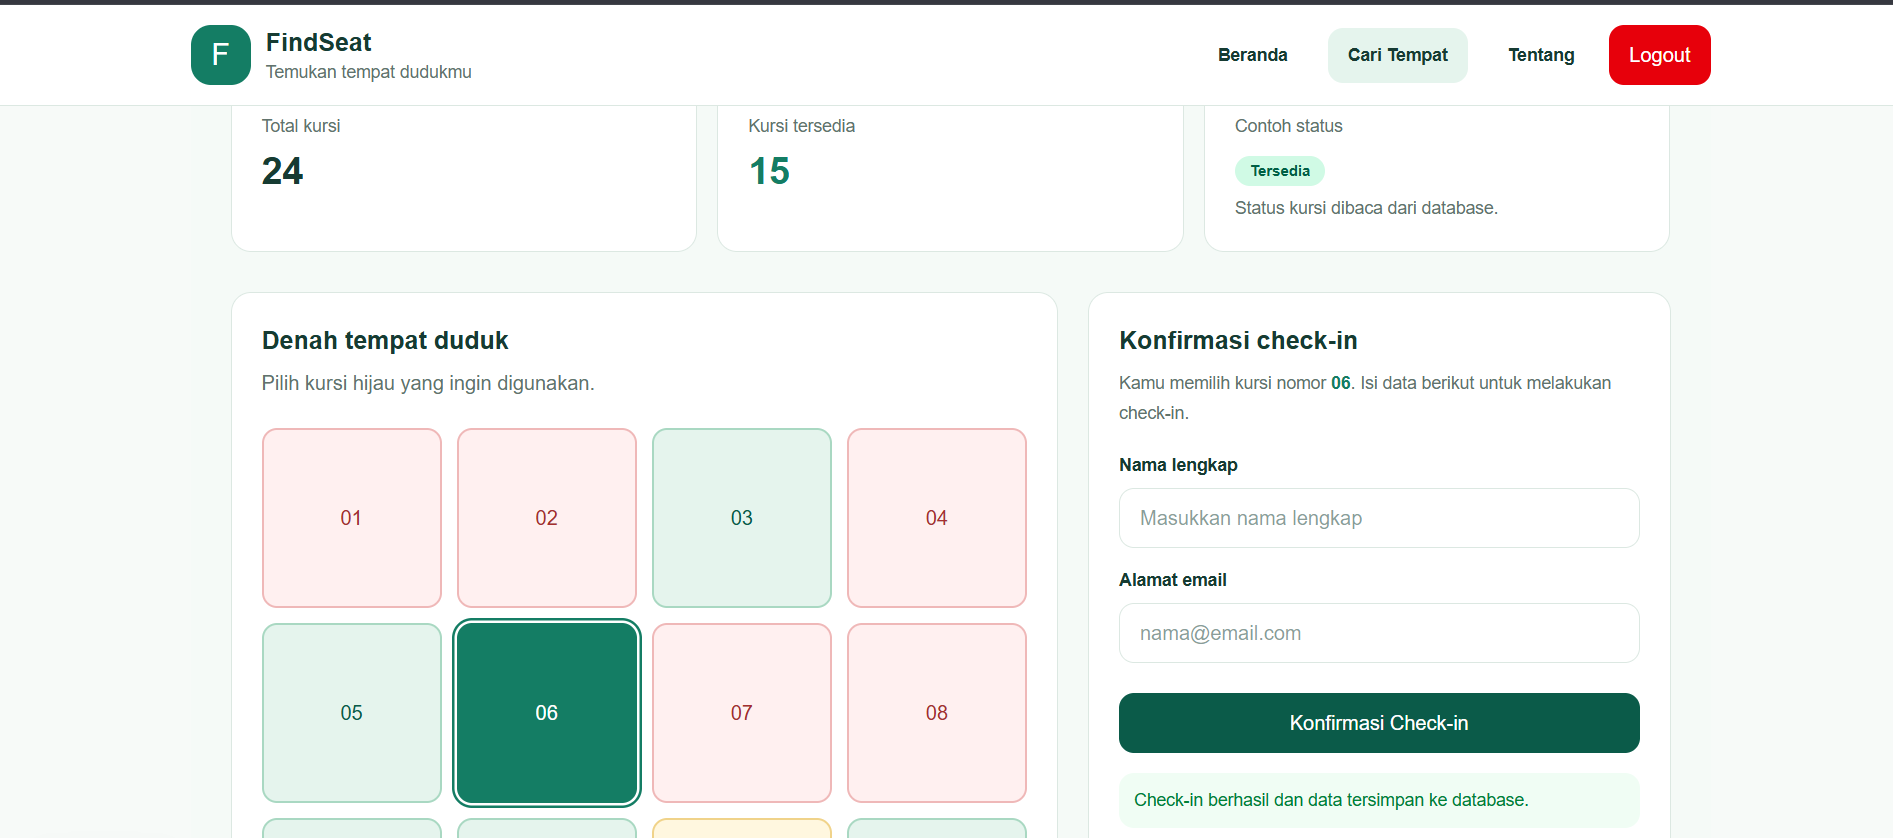 F
FindSeat
Temukan tempat dudukmu
Beranda
Cari Tempat
Tentang
Logout
Total kursi
24
Kursi tersedia
15
Contoh status
Tersedia
Status kursi dibaca dari database.
Denah tempat duduk
Pilih kursi hijau yang ingin digunakan.
01
02
03
04
05
06
07
08
Konfirmasi check-in
Kamu memilih kursi nomor 06. Isi data berikut untuk melakukan
check-in.
Nama lengkap
Masukkan nama lengkap
Alamat email
nama@email.com
Konfirmasi Check-in
Check-in berhasil dan data tersimpan ke database.